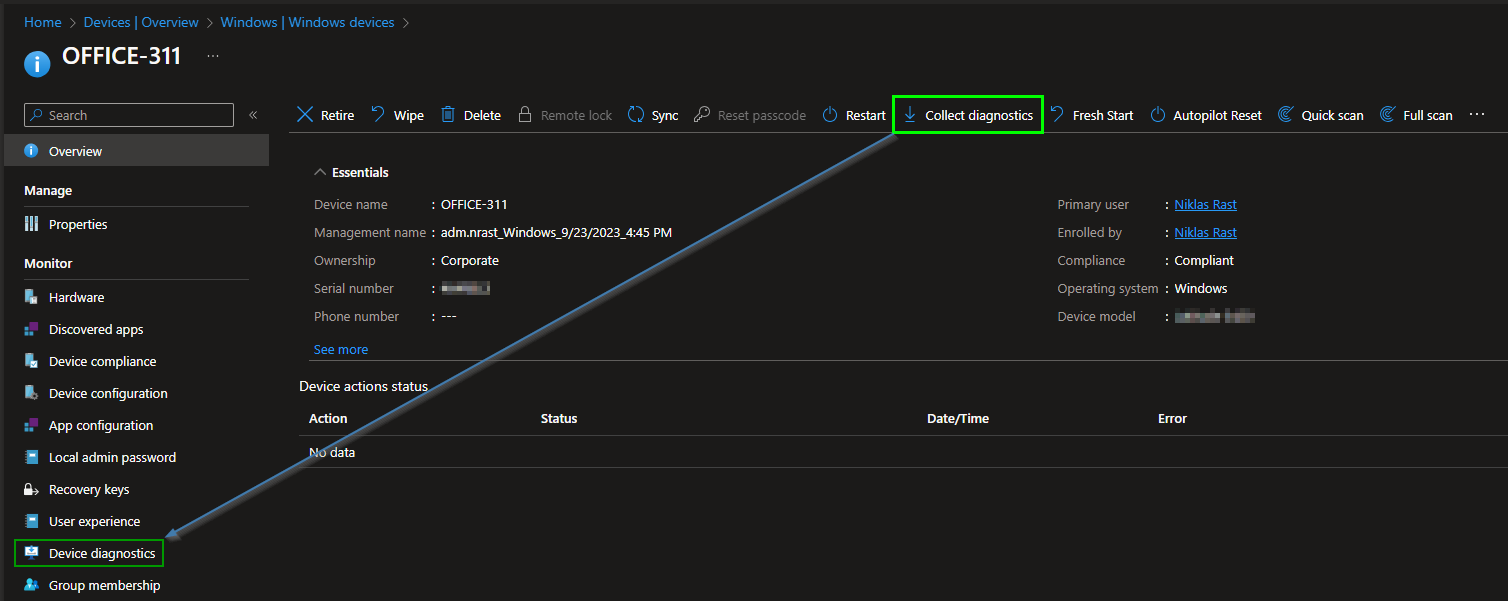 Home > Devices | Overview > Windows | Windows devices >
OFFICE-311 ...
Search «
Overview
Manage
Properties
Monitor
Hardware
Discovered apps
Device compliance
Device configuration
App configuration
Local admin password
Recovery keys
User experience
Device diagnostics
Group membership
Retire Wipe Delete Remote lock Sync Reset passcode Restart Collect diagnostics Fresh Start Autopilot Reset Quick scan Full scan ...
Essentials
Device name : OFFICE-311
Management name : adm.nrast_Windows_9/23/2023_4:45 PM
Ownership : Corporate
Serial number :
Phone number : ---
See more
Primary user : Niklas Rast
Enrolled by : Niklas Rast
Compliance : Compliant
Operating system : Windows
Device model :
Device actions status
Action Status Date/Time Error
No data